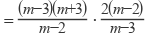 = (m−3)(m+3)/m−2 · 2(m−2)/m−3